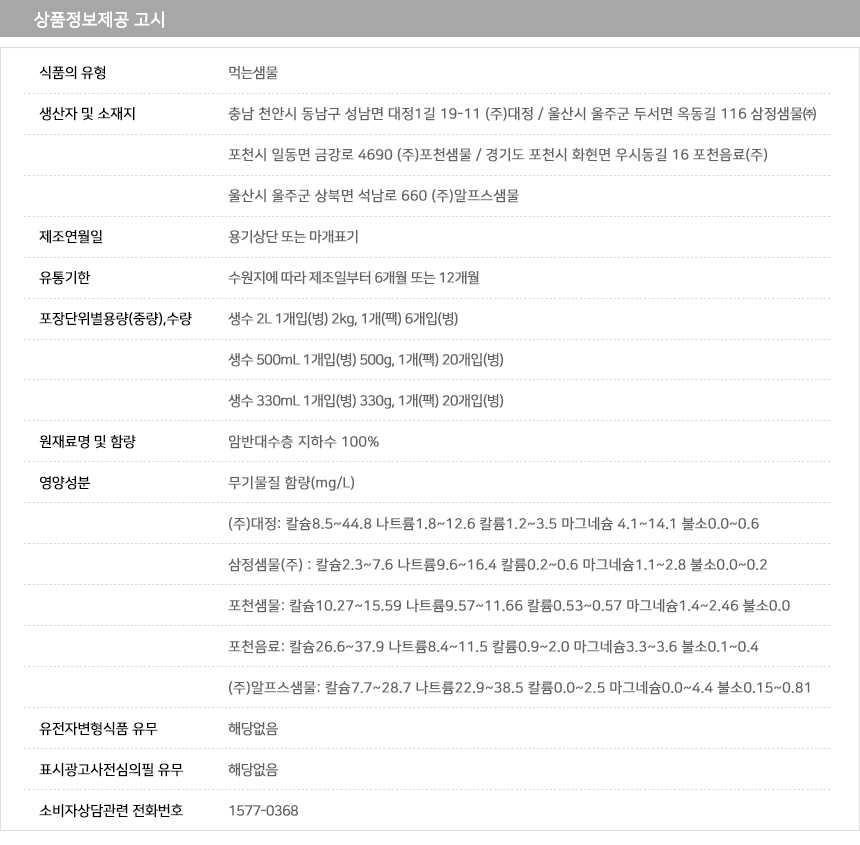 상품정보제공 고시
식품의 유형 먹는샘물
생산자 및 소재지 충남 천안시 동남구 성남면 대정1길 19-11 (주)대정 / 울산시 울주군 두서면 옥동길 116 삼정샘물㈜
포천시 일동면 금강로 4690 (주)포천샘물 / 경기도 포천시 화현면 우시동길 16 포천음료(주)
울산시 울주군 상북면 석남로 660 (주)알프스샘물
제조연월일 용기상단 또는 마개표기
유통기한 수원지에 따라 제조일부터 6개월 또는 12개월
포장단위별용량(중량),수량 생수 2L 1개입(병) 2kg, 1개(팩) 6개입(병)
생수 500mL 1개입(병) 500g, 1개(팩) 20개입(병)
생수 330mL 1개입(병) 330g, 1개(팩) 20개입(병)
원재료명 및 함량 암반대수층 지하수 100%
영양성분 무기물질 함량(mg/L)
(주)대정: 칼슘8.5~44.8 나트륨1.8~12.6 칼륨1.2~3.5 마그네슘 4.1~14.1 불소0.0~0.6
삼정샘물(주) : 칼슘2.3~7.6 나트륨9.6~16.4 칼륨0.2~0.6 마그네슘1.1~2.8 불소0.0~0.2
포천샘물: 칼슘10.27~15.59 나트륨9.57~11.66 칼륨0.53~0.57 마그네슘1.4~2.46 불소0.0
포천음료: 칼슘26.6~37.9 나트륨8.4~11.5 칼륨0.9~2.0 마그네슘3.3~3.6 불소0.1~0.4
(주)알프스샘물: 칼슘7.7~28.7 나트륨22.9~38.5 칼륨0.0~2.5 마그네슘0.0~4.4 불소0.15~0.81
유전자변형식품 유무 해당없음
표시광고사전심의필 유무 해당없음
소비자상담관련 전화번호 1577-0368